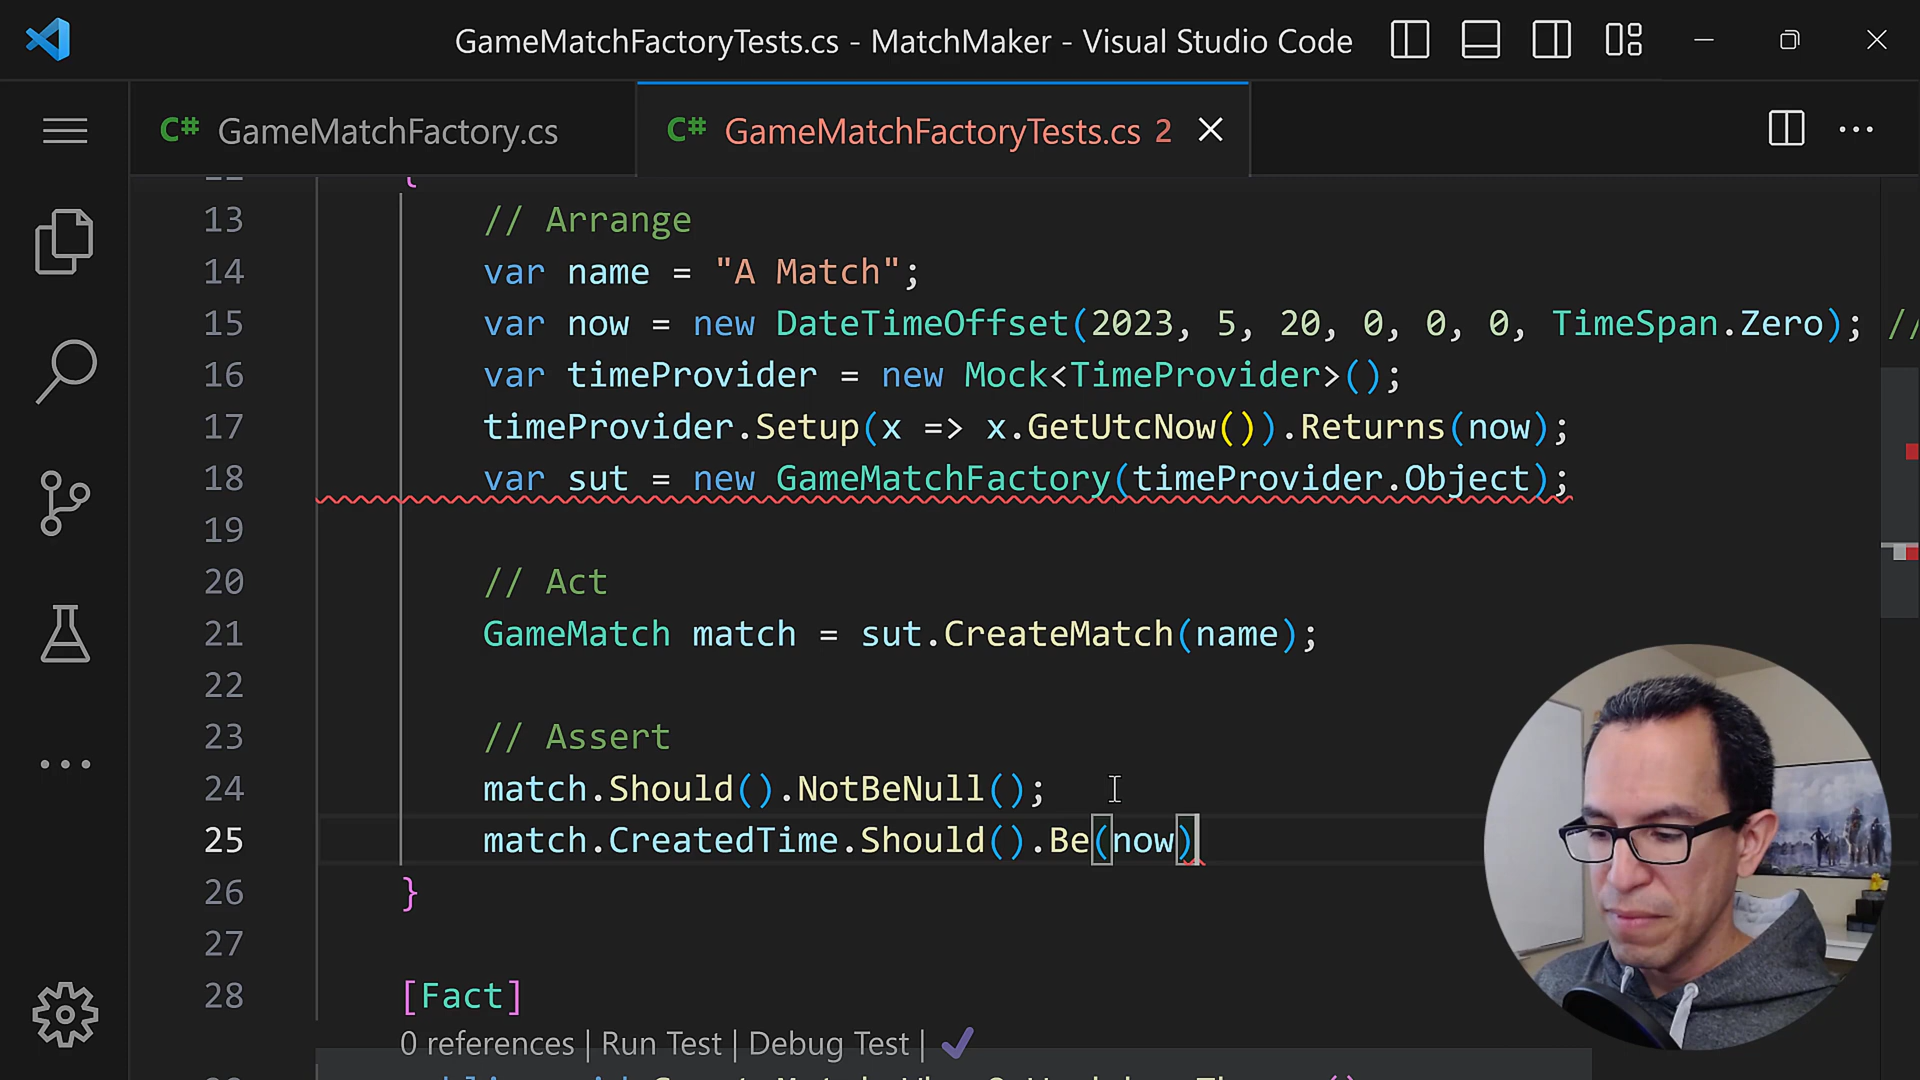 GameMatchFactoryTests.cs - MatchMaker - Visual Studio Code
C# GameMatchFactory.cs
C# GameMatchFactoryTests.cs 2
13 // Arrange
14 var name = "A Match";
15 var now = new DateTimeOffset(2023, 5, 20, 0, 0, 0, TimeSpan.Zero); //
16 var timeProvider = new Mock<TimeProvider>();
17 timeProvider.Setup(x => x.GetUtcNow()).Returns(now);
18 var sut = new GameMatchFactory(timeProvider.Object);
19
20 // Act
21 GameMatch match = sut.CreateMatch(name);
22
23 // Assert
24 match.Should().NotBeNull();
25 match.CreatedTime.Should().Be(now)
26 }
27
28 [Fact]
0 references | Run Test | Debug Test |